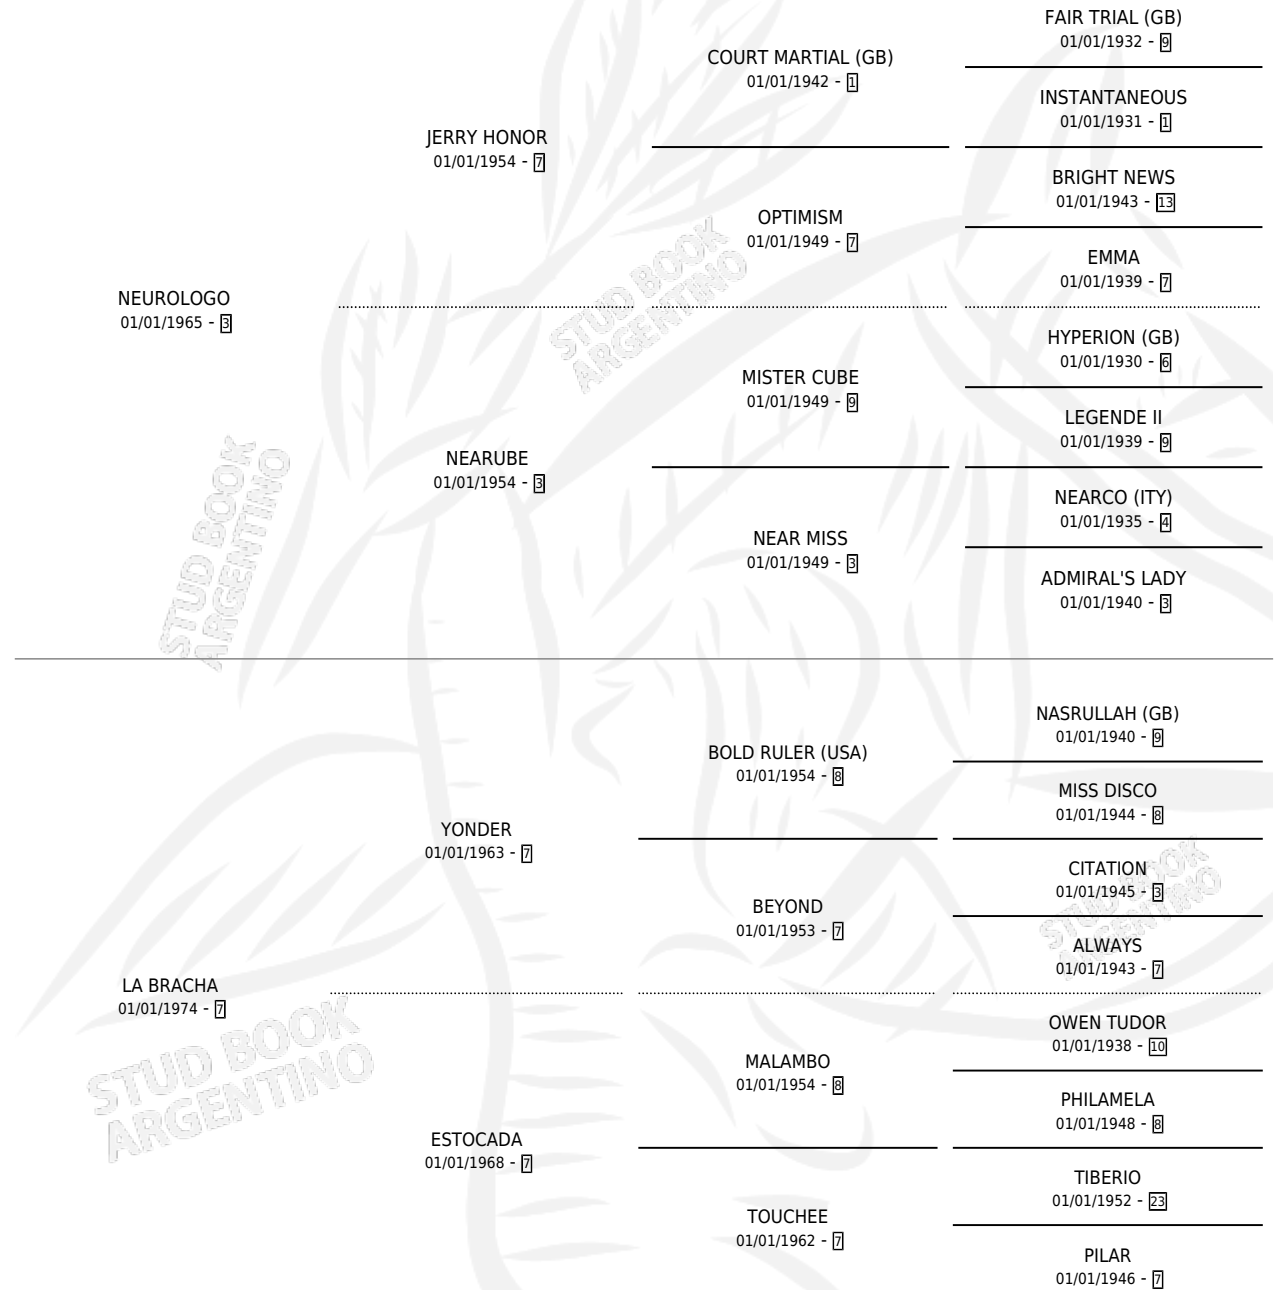 FAIR TRIAL (GB)
01/01/1932 - 9
COURT MARTIAL (GB)
01/01/1942 - 1
INSTANTANEOUS
01/01/1931 - 1
JERRY HONOR
01/01/1954 - 7
BRIGHT NEWS
01/01/1943 - 13
OPTIMISM
01/01/1949 - 7
EMMA
01/01/1939 - 7
NEUROLOGO
01/01/1965 - 3
STUD BOOK
ARGENTINO
HYPERION (GB)
01/01/1930 - 6
MISTER CUBE
01/01/1949 - 9
LEGENDE II
01/01/1939 - 9
NEARUBE
01/01/1954 - 3
NEARCO (ITY)
01/01/1935 - 4
NEAR MISS
01/01/1949 - 3
ADMIRAL'S LADY
01/01/1940 - 3
STUD BOOK
ARGENTINO
NASRULLAH (GB)
01/01/1940 - 9
BOLD RULER (USA)
01/01/1954 - 8
MISS DISCO
01/01/1944 - 8
YONDER
01/01/1963 - 7
CITATION
01/01/1945 - 3
BEYOND
01/01/1953 - 7
STUD BOOK
ARGENTINO
ALWAYS
01/01/1943 - 7
LA BRACHA
01/01/1974 - 7
OWEN TUDOR
01/01/1938 - 10
MALAMBO
01/01/1954 - 8
PHILAMELA
01/01/1948 - 8
STUD BOOK
ARGENTINO
ESTOCADA
01/01/1968 - 7
TIBERIO
01/01/1952 - 23
TOUCHEE
01/01/1962 - 7
PILAR
01/01/1946 - 7